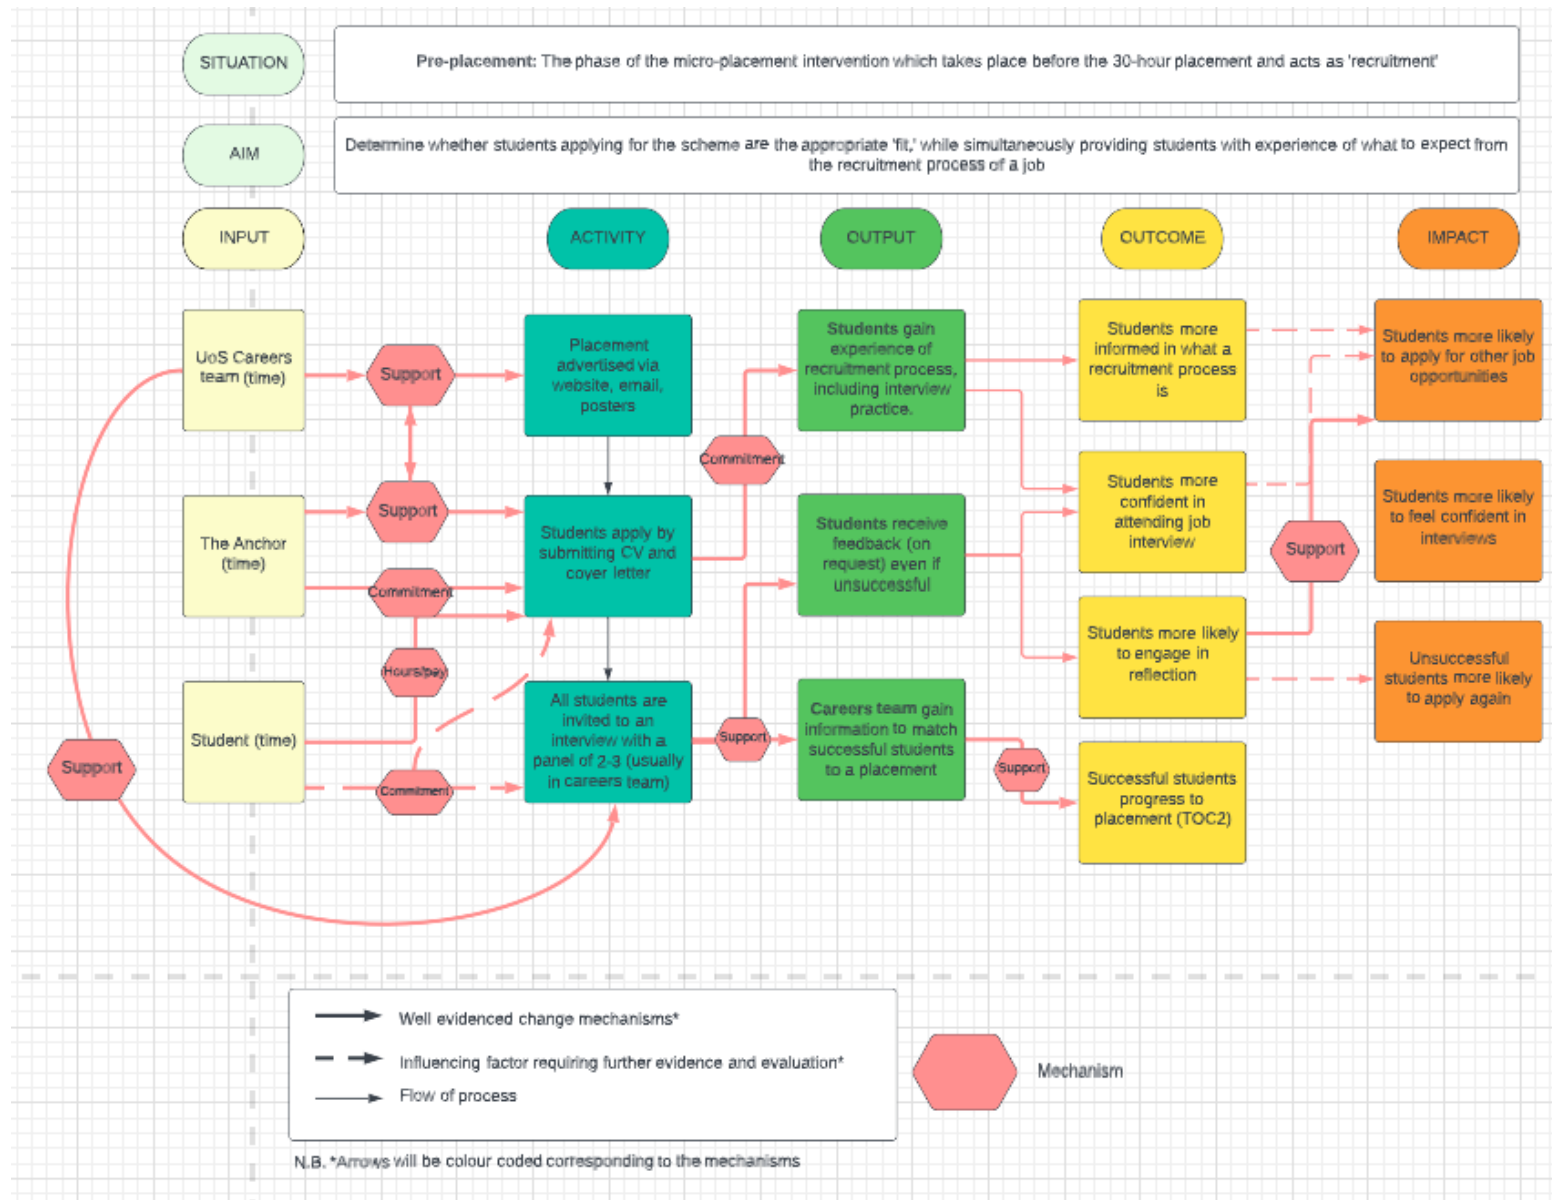 SITUATION
Pre-placement: The phase of the micro-placement intervention which takes place before the 30-hour placement and acts as 'recruitment'
AIM
Determine whether students applying for the scheme are the appropriate 'fit,' while simultaneously providing students with experience of what to expect from
the recruitment process of a job
INPUT
ACTIVITY
OUTPUT
OUTCOME
IMPACT
UoS Careers
team (time)
The Anchor
(time)
Student (time)
Support
Support
Support
Commitment
Hours/pay
Commitment
Placement
advertised via
website, email,
posters
Students apply by
submitting CV and
cover letter
All students are
invited to an
interview with a
panel of 2-3 (usually
in careers team)
Commitment
Support
Students gain
experience of
recruitment process,
including interview
practice.
Students receive
feedback (on
request) even if
unsuccessful
Careers team gain
information to match
successful students
to a placement
Support
Students more
informed in what a
recruitment process
is
Students more
confident in
attending job
interview
Students more likely
to engage in
reflection
Successful students
progress to
placement (TOC2)
Support
Students more likely
to apply for other job
opportunities
Students more likely
to feel confident in
interviews
Unsuccessful
students more likely
to apply again
Well evidenced change mechanisms*
Influencing factor requiring further evidence and evaluation*
Flow of process
Mechanism
N.B. *Arrows will be colour coded corresponding to the mechanisms